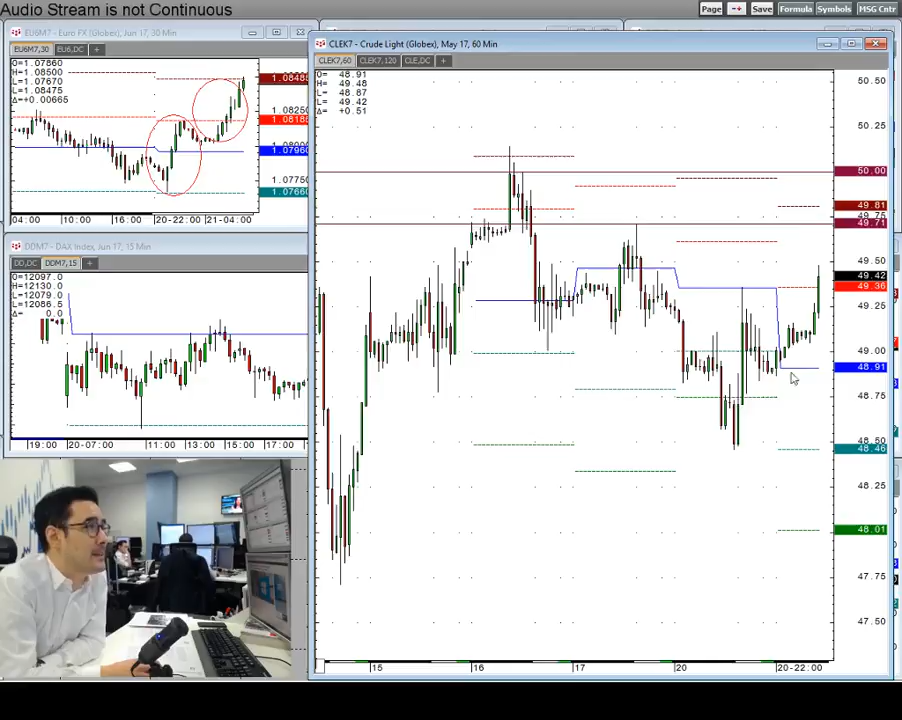 Audio Stream is not Continuous
Page
Save
Formula
Symbols
MSG Cntr
EU6M7 - Euro FX (Globex), Jun 17, 30 Min
EU6M7,30
EU6,DC
+
O=1.07860
H=1.08500
L=1.07670
L=1.08475
Δ=+0.00665
1.08250
1.0796
1.07750
1.0766
04:00
10:00
16:00
20-22:00
21-04:00
DDM7 - DAX Index, Jun 17, 15 Min
DD,DC
DDM7,15
+
O=12097.0
H=12130.0
L=12079.0
L=12086.5
Δ= 0.0
19:00
20-07:00
11:00
13:00
15:00
17:00
CLEK7 - Crude Light (Globex), May 17, 60 Min
CLEK7,60
CLEK7,120
CLE,DC
+
O= 48.91
H= 49.48
L= 48.87
L= 49.42
Δ= +0.51
50.50
50.25
50.00
49.81
49.75
49.71
49.50
49.42
49.36
49.25
49.00
48.91
48.75
48.50
48.46
48.25
48.01
47.75
47.50
15
16
17
20
20-22:00